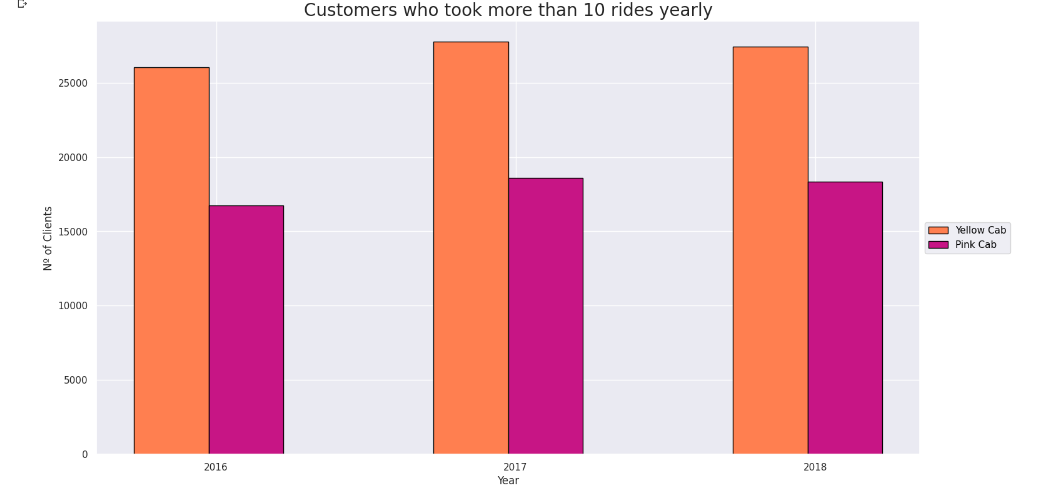 Customers who took more than 10 rides yearly
25000
20000
15000
10000
5000
0
Nº of Clients
2016
2017
2018
Year
Yellow Cab
Pink Cab